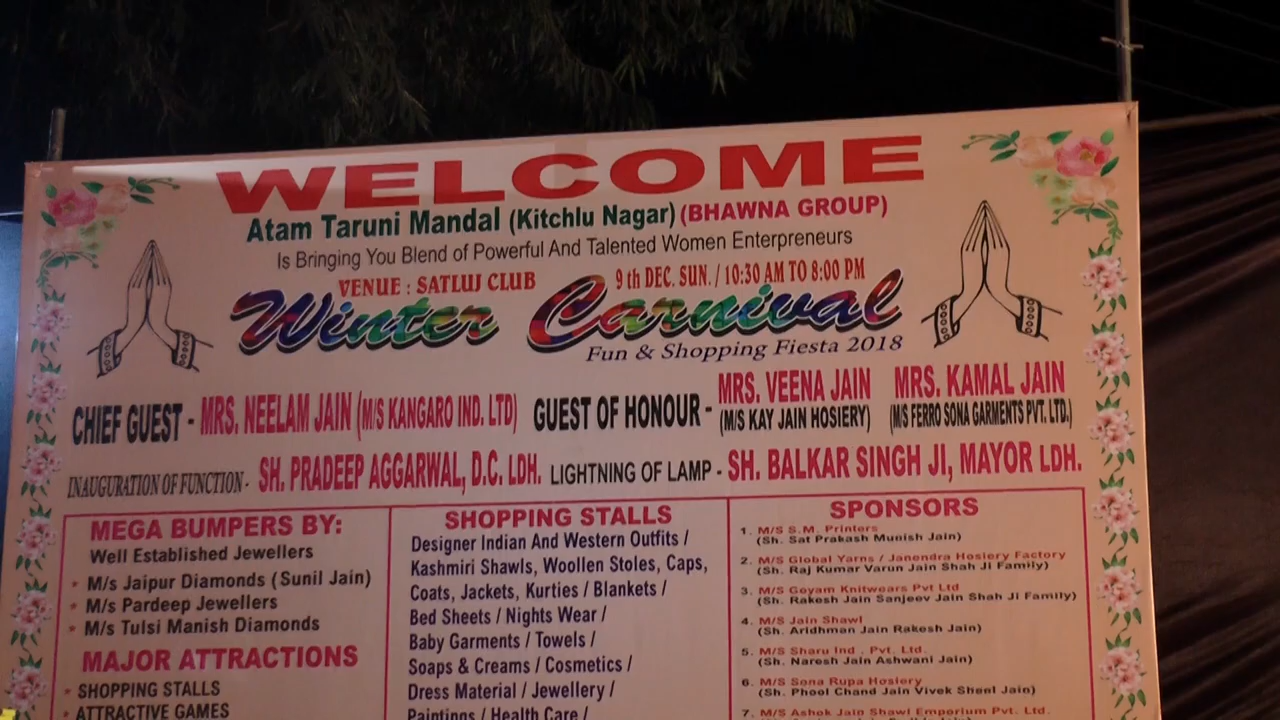 WELCOME
Atam Taruni Mandal (Kitchlu Nagar) (BHAWNA GROUP)
Is Bringing You Blend of Powerful And Talented Women Enterpreneurs
VENUE : SATLUJ CLUB 9 th DEC. SUN. / 10:30 AM TO 8:00 PM
Winter Carnival
Fun & Shopping Fiesta 2018
CHIEF GUEST - MRS. NEELAM JAIN (M/S KANGARO IND. LTD) GUEST OF HONOUR - MRS. VEENA JAIN MRS. KAMAL JAIN
(M/S KAY JAIN HOSIERY) (M/S FERRO SONA GARMENTS PVT. LTD.)
INAUGURATION OF FUNCTION - SH. PRADEEP AGGARWAL, D.C. LDH. LIGHTNING OF LAMP - SH. BALKAR SINGH JI, MAYOR LDH.
MEGA BUMPERS BY:
Well Established Jewellers
* M/s Jaipur Diamonds (Sunil Jain)
* M/s Pardeep Jewellers
* M/s Tulsi Manish Diamonds
MAJOR ATTRACTIONS
* SHOPPING STALLS
* ATTRACTIVE GAMES
SHOPPING STALLS
Designer Indian And Western Outfits /
Kashmiri Shawls, Woollen Stoles, Caps,
Coats, Jackets, Kurties / Blankets /
Bed Sheets / Nights Wear /
Baby Garments / Towels /
Soaps & Creams / Cosmetics /
Dress Material / Jewellery /
Paintings / Health Care /
SPONSORS
1. M/S S.M. Printers
(Sh. Sat Prakash Munish Jain)
2. M/S Global Yarns / Janendra Hosiery Factory
(Sh. Raj Kumar Varun Jain Shah Ji Family)
3. M/S Goyam Knitwears Pvt Ltd
(Sh. Rakesh Jain Sanjeev Jain Shah Ji Family)
4. M/S Jain Shawl
(Sh. Aridhman Jain Rakesh Jain)
5. M/S Sharu Ind . Pvt. Ltd.
(Sh. Naresh Jain Ashwani Jain)
6. M/S Sona Rupa Hosiery
(Sh. Phool Chand Jain Vivek Sheel Jain)
7. M/S Ashok Jain Shawl Emporium Pvt. Ltd.